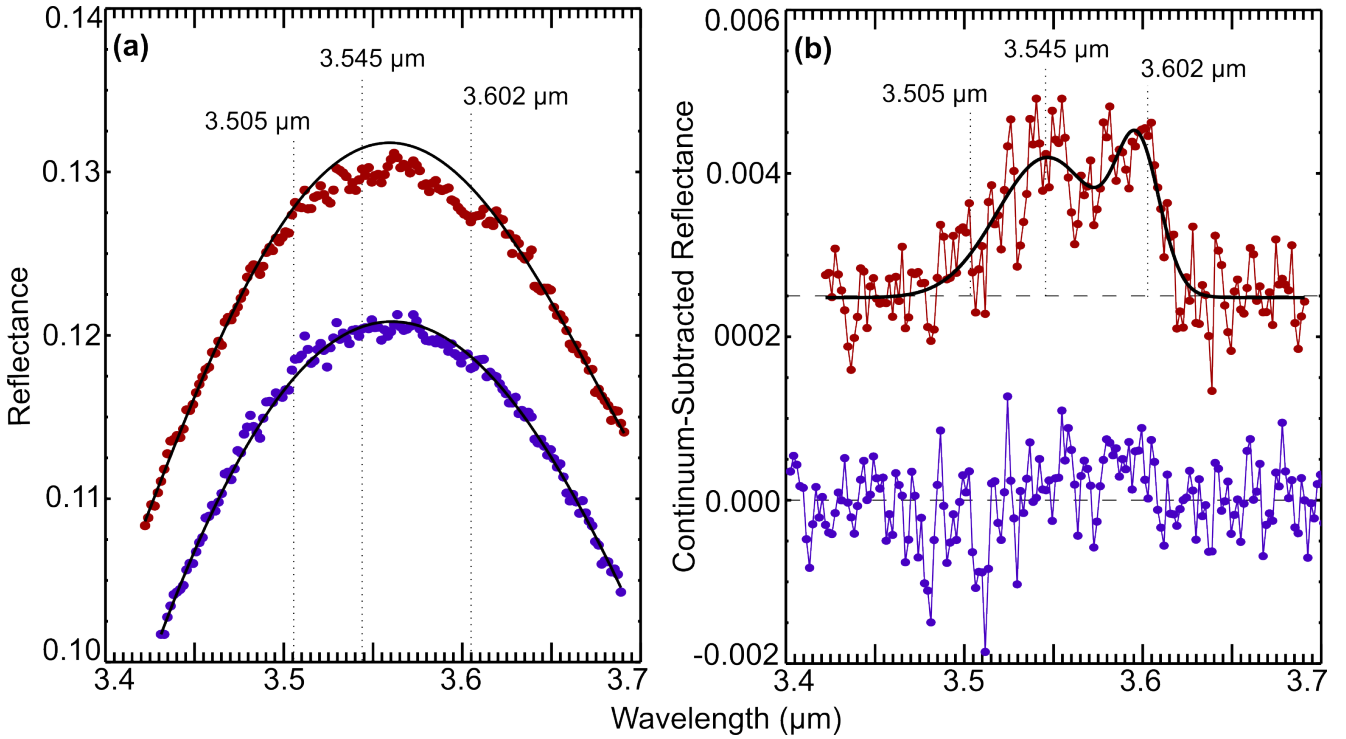 0.14
(a)
3.545 µm
3.602 µm
3.505 µm
0.13
0.12
0.11
0.10
Reflectance
3.4
3.5
3.6
3.7
0.006
(b)
3.545 µm
3.602 µm
3.505 µm
0.004
0002
0.000
-0.002
Continuum-Subtracted Reflectance
3.4
3.5
3.6
3.7
Wavelength (µm)